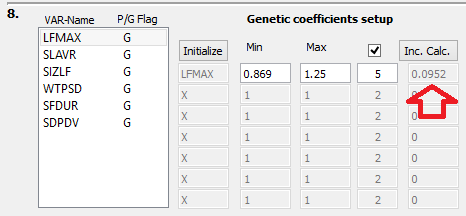 8.
VAR-Name P/G Flag
LFMAX G
SLAVR G
SIZLF G
WTPSD G
SFDUR G
SDPDV G
Genetic coefficients setup
Initialize Min Max Inc. Calc.
LFMAX 0.869 1.25 5 0.0952
X 1 1 2 0
X 1 1 2 0
X 1 1 2 0
X 1 1 2 0
X 1 1 2 0
X 1 1 2 0